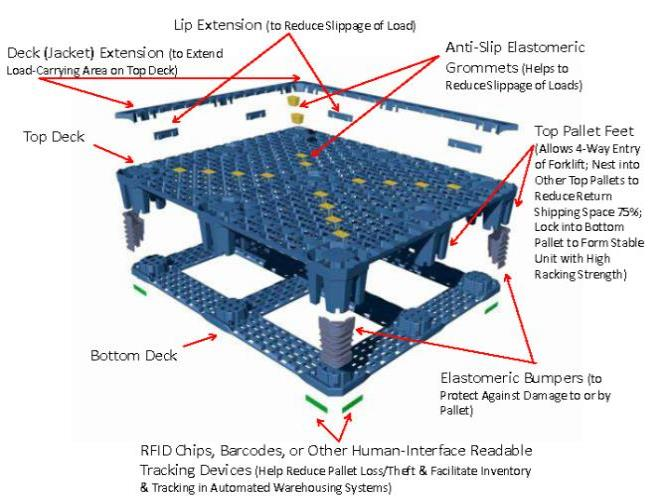 Lip Extension (to Reduce Slippage of Load)
Deck (Jacket) Extension (to Extend
Load-Carrying Area on Top Deck)
Anti-Slip Elastomeric
Grommets (Helps to
Reduce Slippage of Loads)
Top Deck
Top Pallet Feet
(Allows 4-Way Entry
of Forklift; Nest into
Other Top Pallets to
Reduce Return
Shipping Space 75%;
Lock into Bottom
Pallet to Form Stable
Unit with High
Racking Strength)
Bottom Deck
Elastomeric Bumpers (to
Protect Against Damage to or by
Pallet)
RFID Chips, Barcodes, or Other Human-Interface Readable
Tracking Devices (Help Reduce Pallet Loss/Theft & Facilitate Inventory
& Tracking in Automated Warehousing Systems)